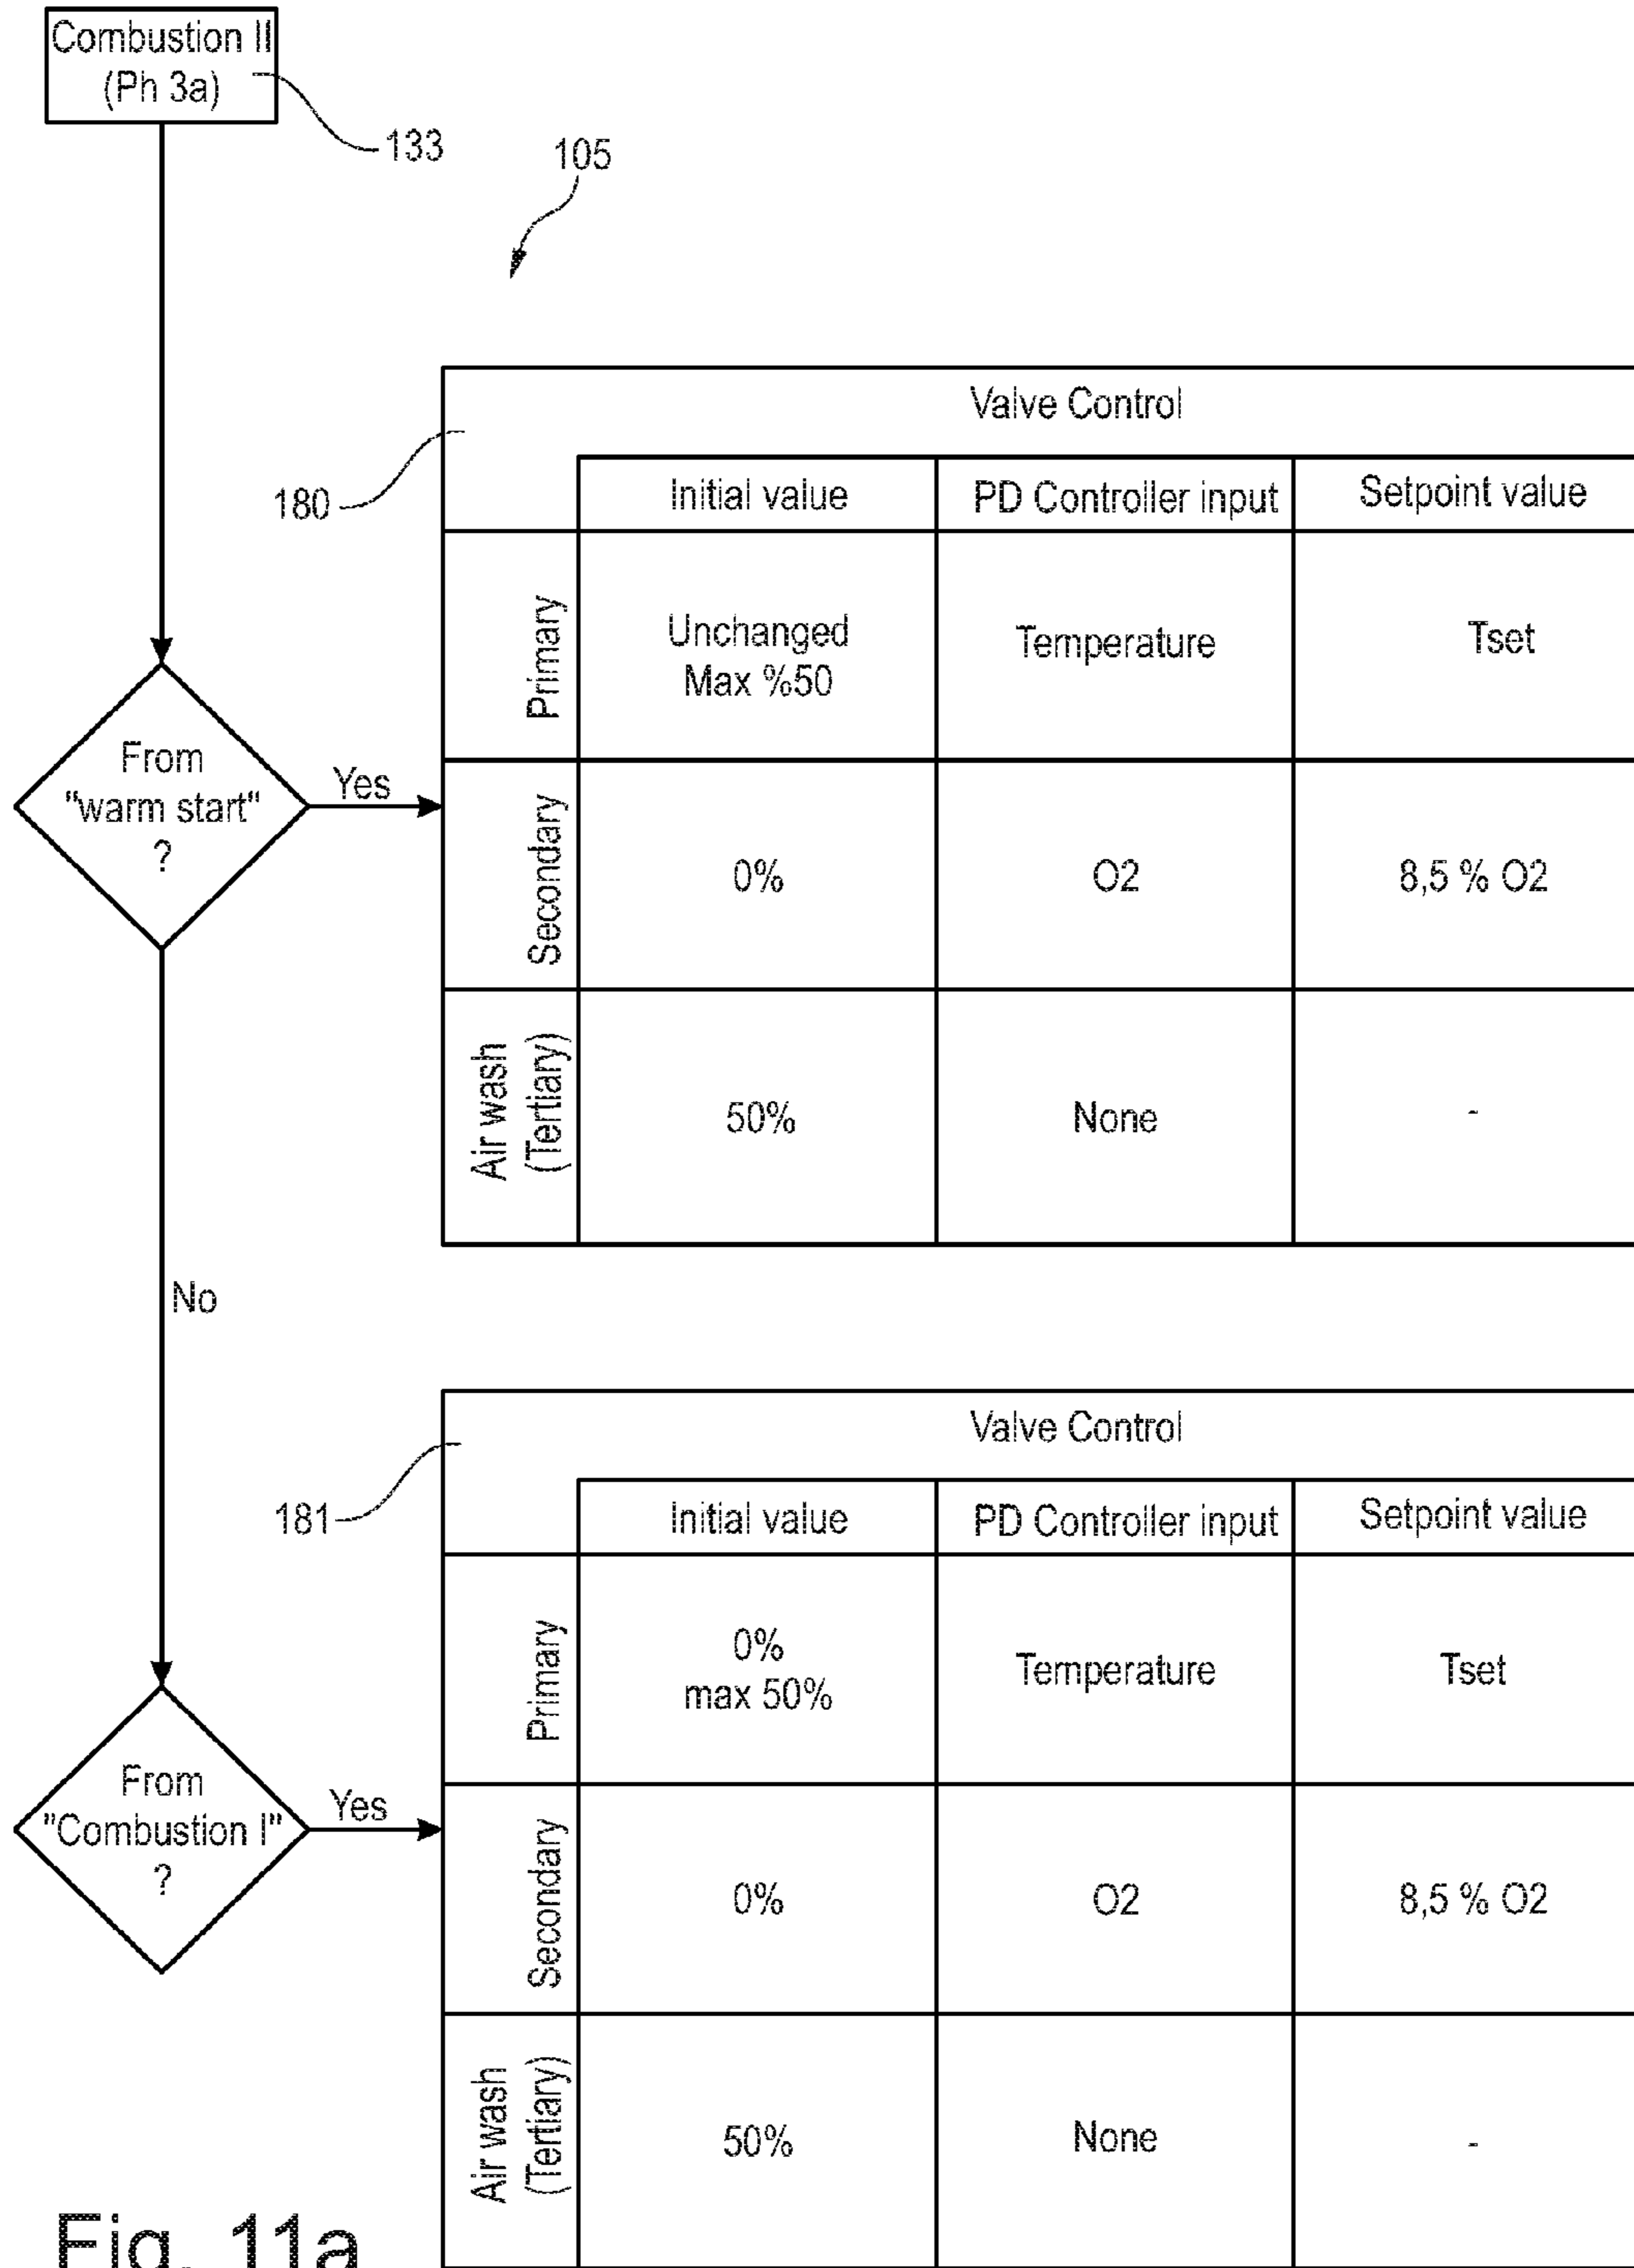 Combustion II
(Ph 3a)
133
105
180
Valve Control
Initial value
PD Controller input
Setpoint value
Primary
Unchanged
Max %50
Temperature
Tset
From
"warm start"
?
Yes
Secondary
0%
O2
8,5 % O2
Air wash
(Tertiary)
50%
None
-
No
181
Valve Control
Initial value
PD Controller input
Setpoint value
Primary
0%
max 50%
Temperature
Tset
From
"Combustion I"
?
Yes
Secondary
0%
O2
8,5 % O2
Air wash
(Tertiary)
50%
None
-
Fig. 11a